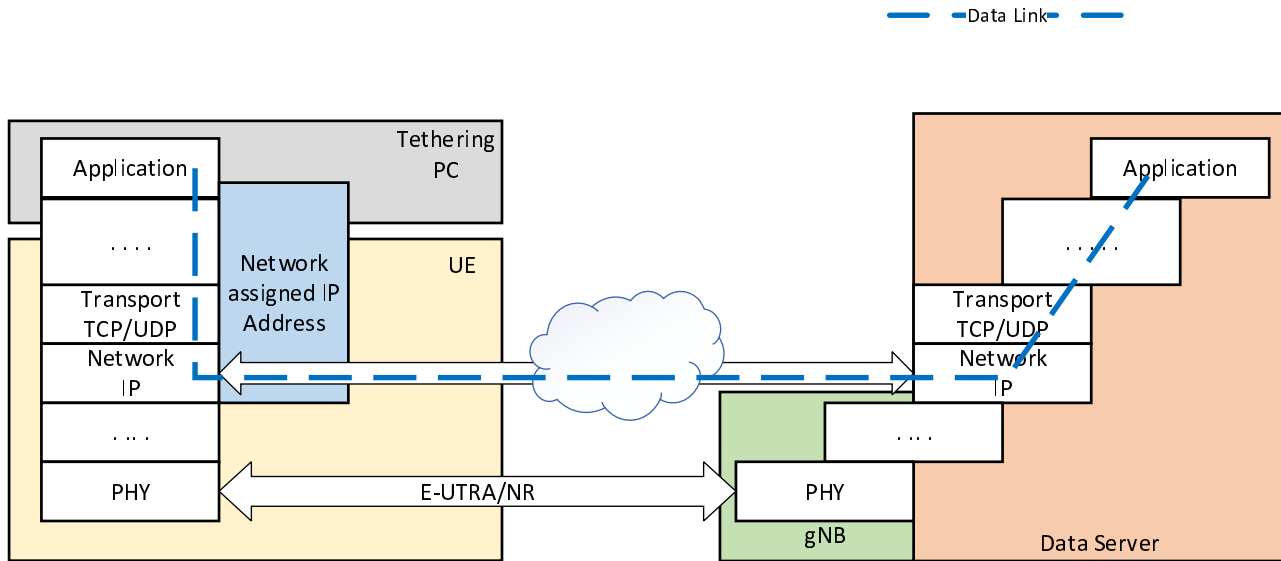 Data Link
Tethering
PC
Application
. . . .
UE
Network
assigned IP
Address
Transport
TCP/UDP
Network
IP
. . . .
PHY
E-UTRA/NR
Application
. . . . .
Transport
TCP/UDP
Network
IP
. . . .
PHY
gNB
Data Server